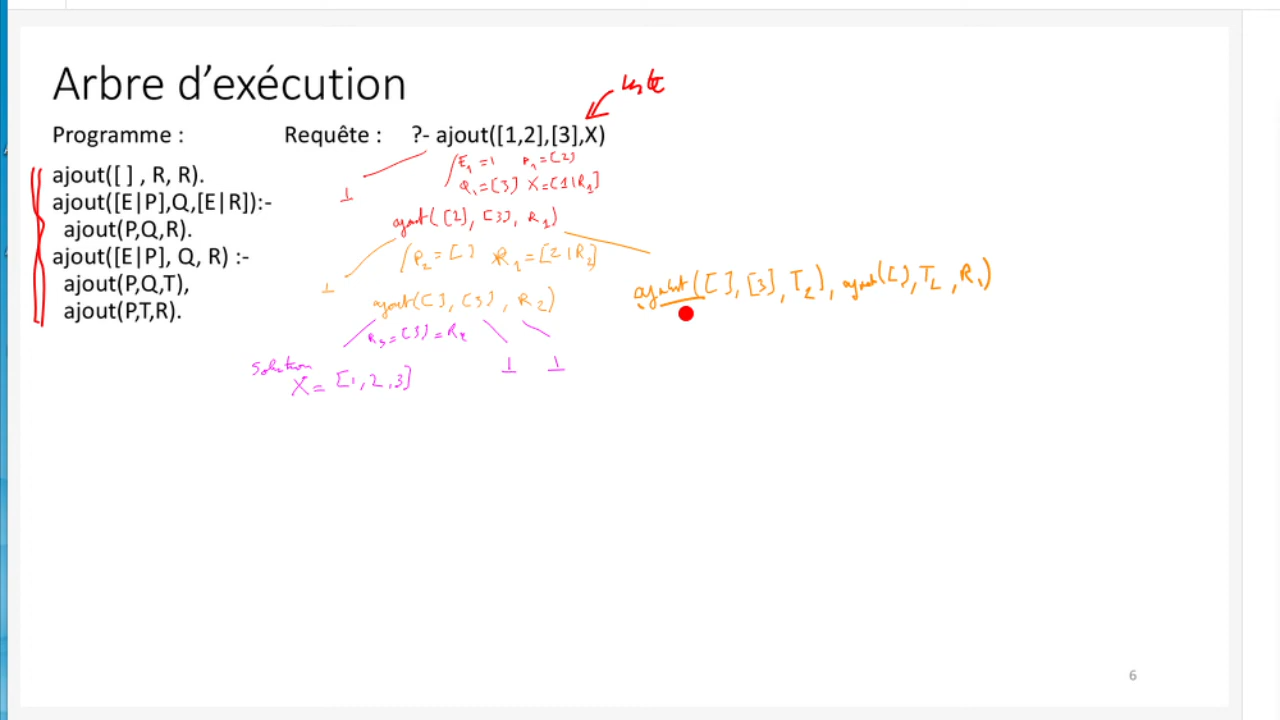 Arbre d'exécution
liste
Programme :
Requête :
?- ajout([1,2],[3],X)
ajout([ ] , R, R).
ajout([E|P],Q,[E|R]):-
ajout(P,Q,R).
ajout([E|P], Q, R) :-
ajout(P,Q,T),
ajout(P,T,R).
E₁ = 1 P₁ = [2]
Q₁ = [3] X = [1|R₁]
⊥
ajout([2], [3], R₁)
P₂ = [] R₁ = [2|R₂]
⊥
ajout([], [3], R₂)
ajout([], [3], T₂), ajout([], T₂, R₁)
R₃ = [3] = R₂
Solution
X = [1,2,3]
⊥ ⊥
6